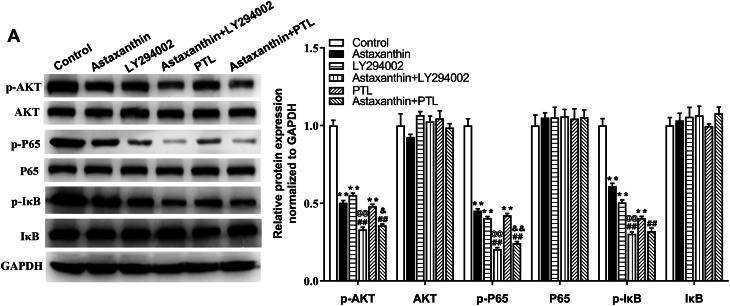 A
Control
Astaxanthin
LY294002
Astaxanthin+LY294002
PTL
Astaxanthin+PTL
p-AKT
AKT
p-P65
P65
p-IκB
IκB
GAPDH
Relative protein expression
normalized to GAPDH
1.5
1.0
0.5
0.0
Control
Astaxanthin
LY294002
Astaxanthin+LY294002
PTL
Astaxanthin+PTL
** ** @@ ## ** & ##
** ** @@ ## ** && ##
** ** @@ ## ** ##
p-AKT AKT p-P65 P65 p-IκB IκB